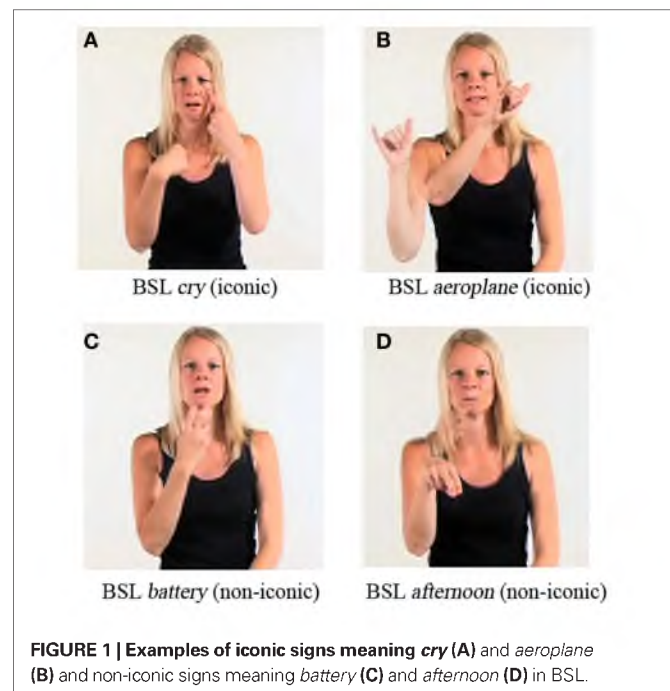 A
B
BSL cry (iconic)
BSL aeroplane (iconic)
C
D
BSL battery (non-iconic)
BSL afternoon (non-iconic)
FIGURE 1 | Examples of iconic signs meaning cry (A) and aeroplane
(B) and non-iconic signs meaning battery (C) and afternoon (D) in BSL.